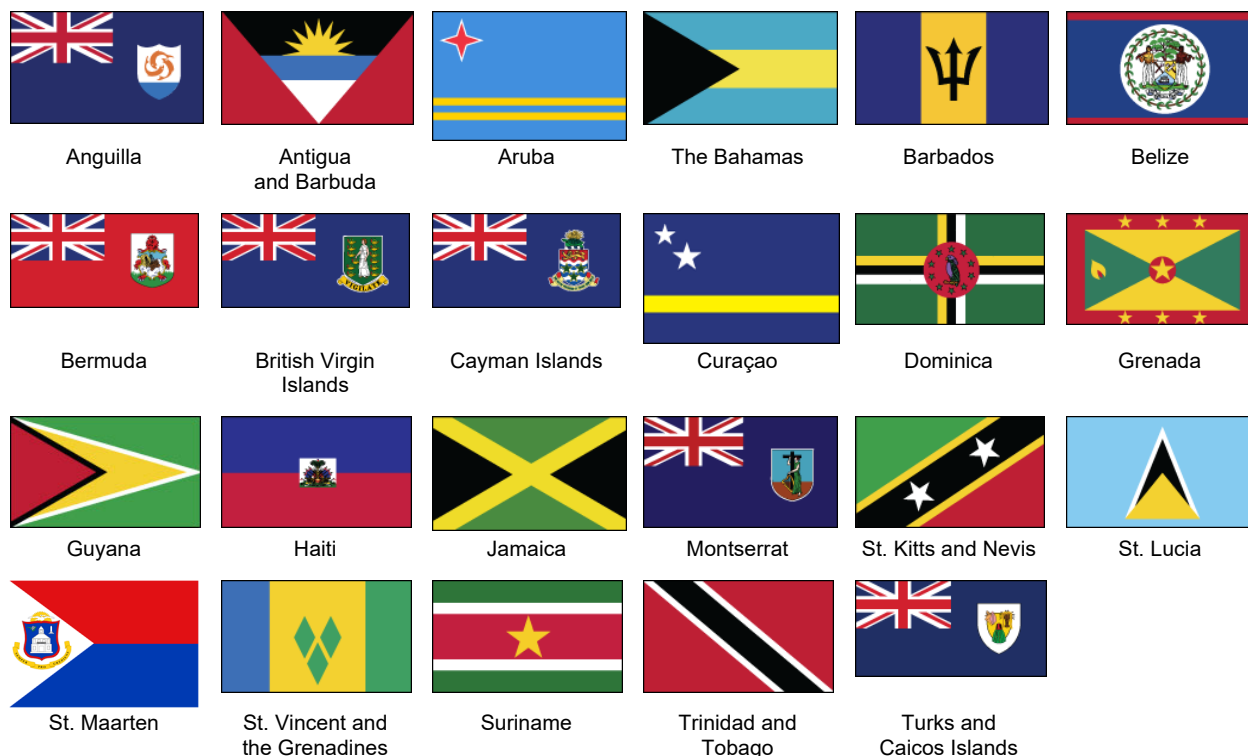 Anguilla
Antigua
and Barbuda
Aruba
The Bahamas
Barbados
Belize
VIGILATE
Bermuda
British Virgin
Islands
Cayman Islands
Curaçao
Dominica
Grenada
Guyana
Haiti
Jamaica
Montserrat
St. Kitts and Nevis
St. Lucia
St. Maarten
St. Vincent and
the Grenadines
Suriname
Trinidad and
Tobago
Turks and
Caicos Islands